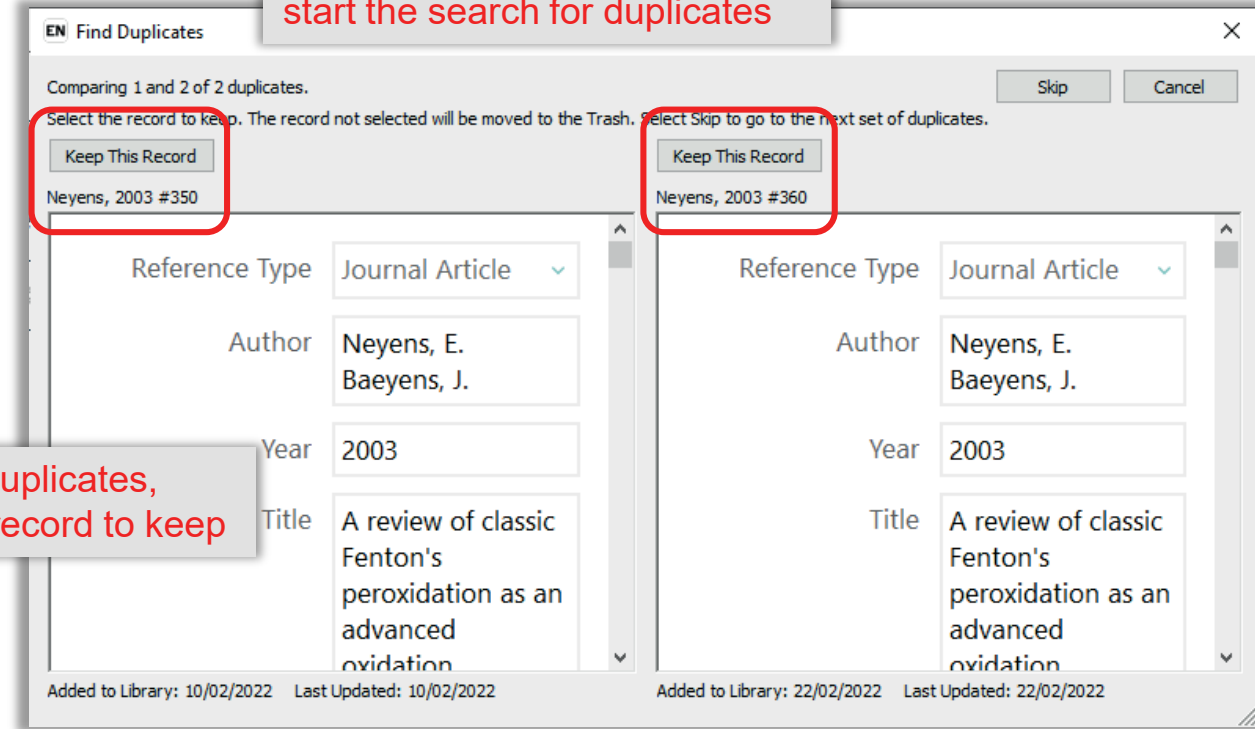 start the search for duplicates
EN Find Duplicates
Comparing 1 and 2 of 2 duplicates.
Skip
Cancel
Select the record to keep. The record not selected will be moved to the Trash. Select Skip to go to the next set of duplicates.
Keep This Record
Keep This Record
Neyens, 2003 #350
Neyens, 2003 #360
Reference Type
Journal Article
Author
Neyens, E.
Baeyens, J.
Year
2003
Title
A review of classic
Fenton's
peroxidation as an
advanced
oxidation
Reference Type
Journal Article
Author
Neyens, E.
Baeyens, J.
Year
2003
Title
A review of classic
Fenton's
peroxidation as an
advanced
oxidation
uplicates,
record to keep
Added to Library: 10/02/2022 Last Updated: 10/02/2022
Added to Library: 22/02/2022 Last Updated: 22/02/2022